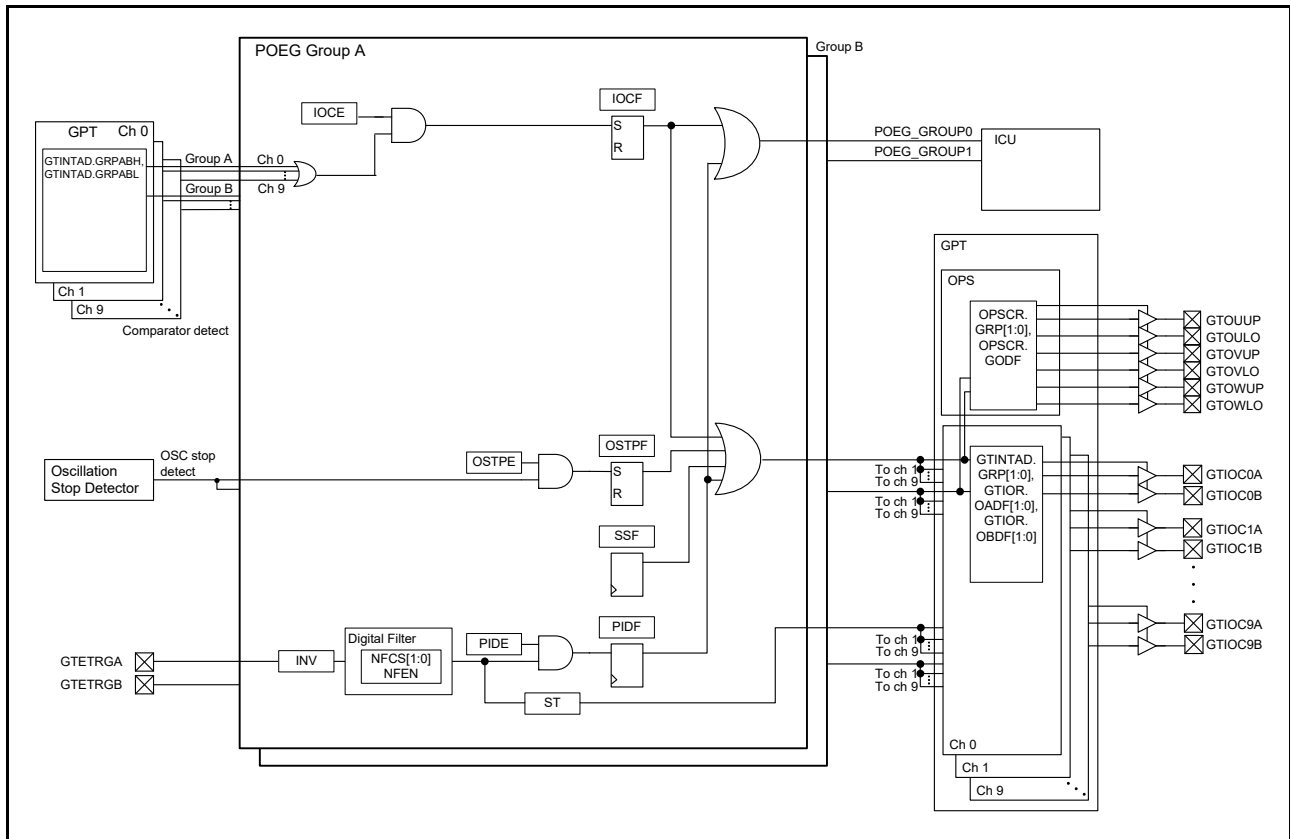 POEG Group A
Group B
IOCE
IOCF
S
R
GPT
Ch 0
GTINTAD.GRPABH,
GTINTAD.GRPABL
Group A
Ch 0
Ch 9
Group B
Ch 1
Ch 9
Comparator detect
POEG_GROUP0
POEG_GROUP1
ICU
GPT
OPS
OPSCR.
GRP[1:0],
OPSCR.
GODF
GTOUUP
GTOULO
GTOVUP
GTOVLO
GTOWUP
GTOWLO
Oscillation
Stop Detector
OSC stop
detect
OSTPE
OSTPF
S
R
SSF
To ch 1
To ch 9
To ch 1
To ch 9
GTINTAD.
GRP[1:0],
GTIOR.
OADF[1:0],
GTIOR.
OBDF[1:0]
GTIOC0A
GTIOC0B
GTIOC1A
GTIOC1B
GTIOC9A
GTIOC9B
GTETRGA
GTETRGB
INV
Digital Filter
NFCS[1:0]
NFEN
PIDE
PIDF
ST
To ch 1
To ch 9
To ch 1
To ch 9
Ch 0
Ch 1
Ch 9